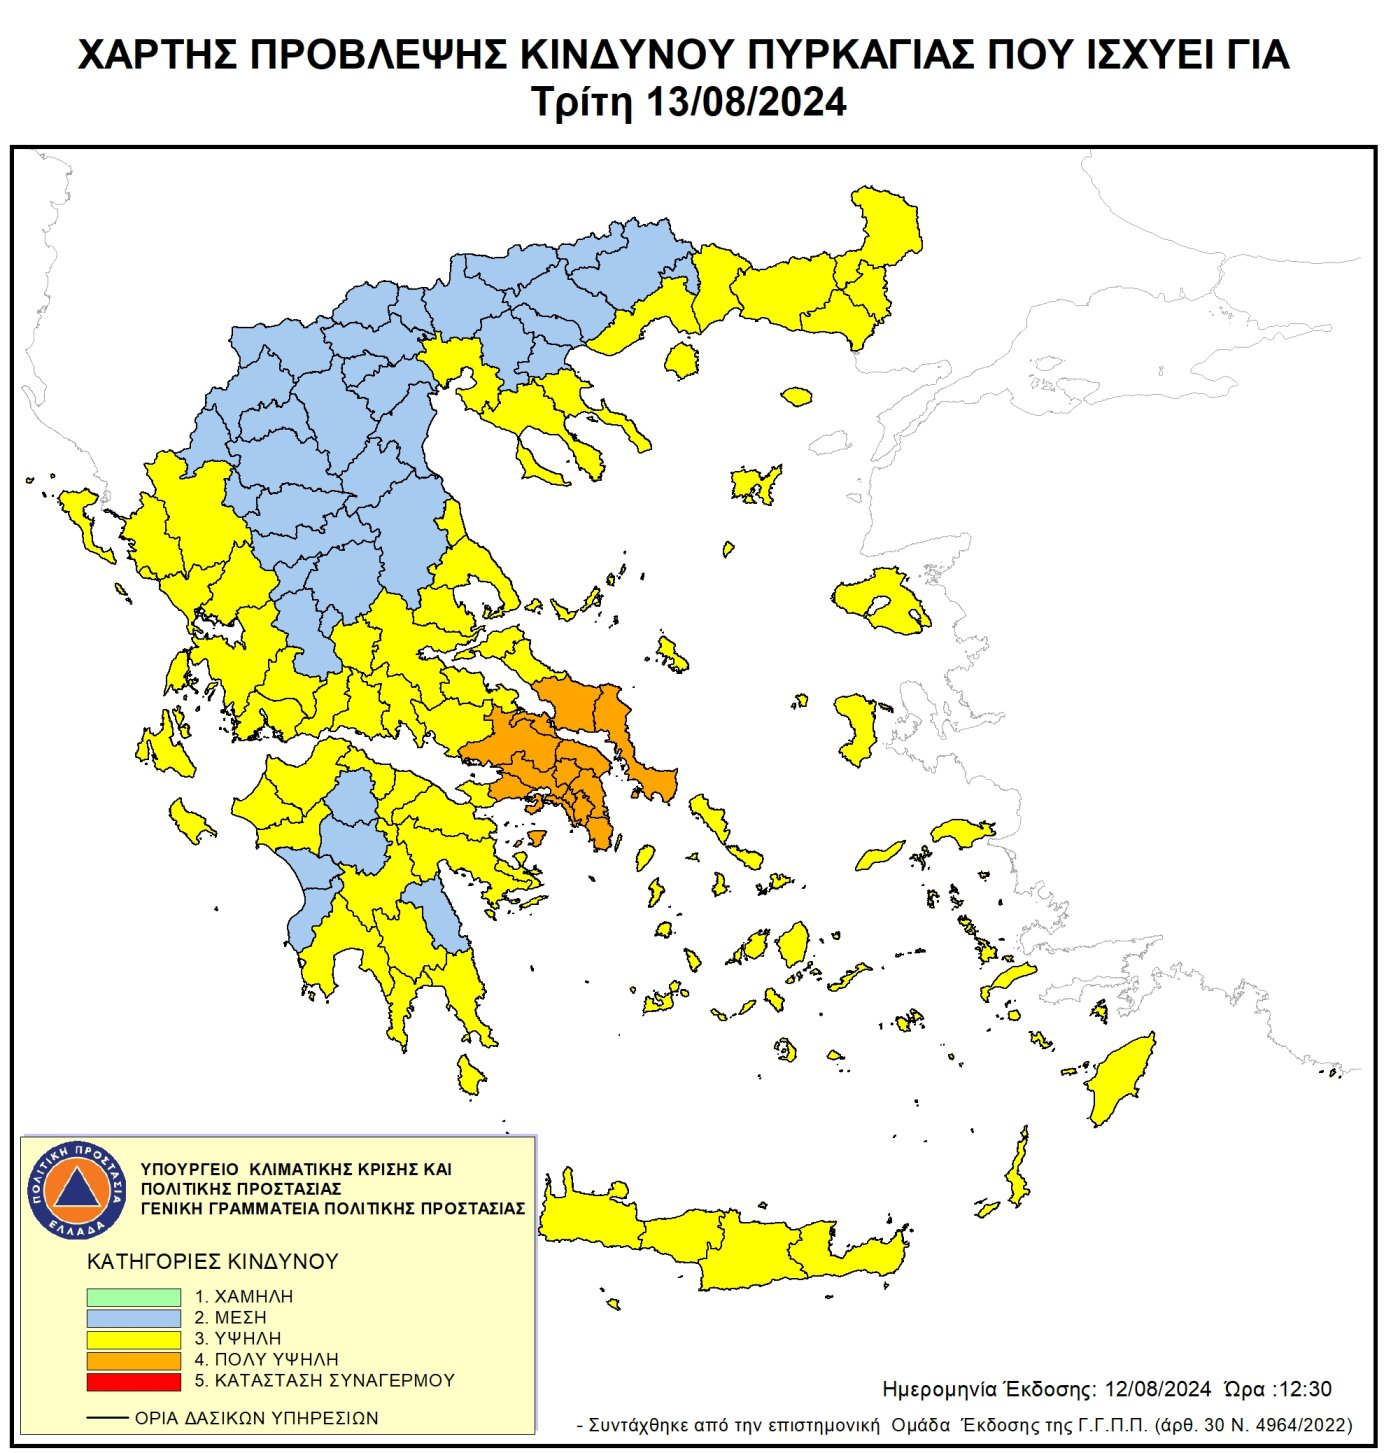 ΧΑΡΤΗΣ ΠΡΟΒΛΕΨΗΣ ΚΙΝΔΥΝΟΥ ΠΥΡΚΑΓΙΑΣ ΠΟΥ ΙΣΧΥΕΙ ΓΙΑ
Τρίτη 13/08/2024
ΠΟΛΙΤΙΚΗ ΠΡΟΣΤΑΣΙΑ
ΕΛΛΑΔΑ
ΥΠΟΥΡΓΕΙΟ ΚΛΙΜΑΤΙΚΗΣ ΚΡΙΣΗΣ ΚΑΙ
ΠΟΛΙΤΙΚΗΣ ΠΡΟΣΤΑΣΙΑΣ
ΓΕΝΙΚΗ ΓΡΑΜΜΑΤΕΙΑ ΠΟΛΙΤΙΚΗΣ ΠΡΟΣΤΑΣΙΑΣ
ΚΑΤΗΓΟΡΙΕΣ ΚΙΝΔΥΝΟΥ
1. ΧΑΜΗΛΗ
2. ΜΕΣΗ
3. ΥΨΗΛΗ
4. ΠΟΛΥ ΥΨΗΛΗ
5. ΚΑΤΑΣΤΑΣΗ ΣΥΝΑΓΕΡΜΟΥ
ΟΡΙΑ ΔΑΣΙΚΩΝ ΥΠΗΡΕΣΙΩΝ
Ημερομηνία Έκδοσης: 12/08/2024 Ώρα :12:30
- Συντάχθηκε από την επιστημονική Ομάδα Έκδοσης της Γ.Γ.Π.Π. (άρθ. 30 Ν. 4964/2022)